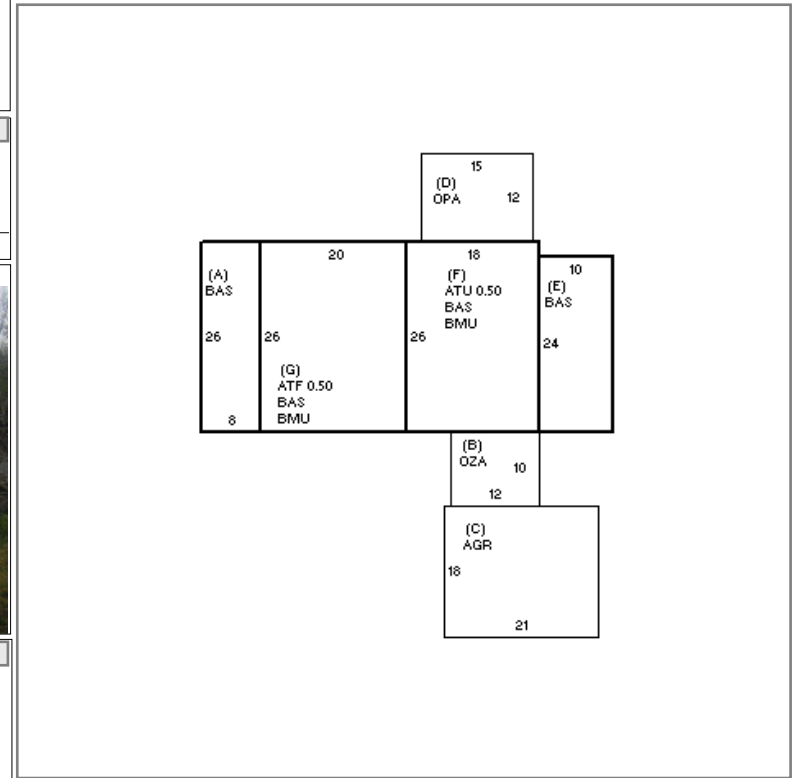 15
(D)
OPA
12
20
18
10
(A)
BAS
26
8
26
(G)
ATF 0.50
BAS
BMU
(F)
ATU 0.50
BAS
BMU
26
(E)
BAS
24
(B)
OZA
10
12
(C)
AGR
18
21